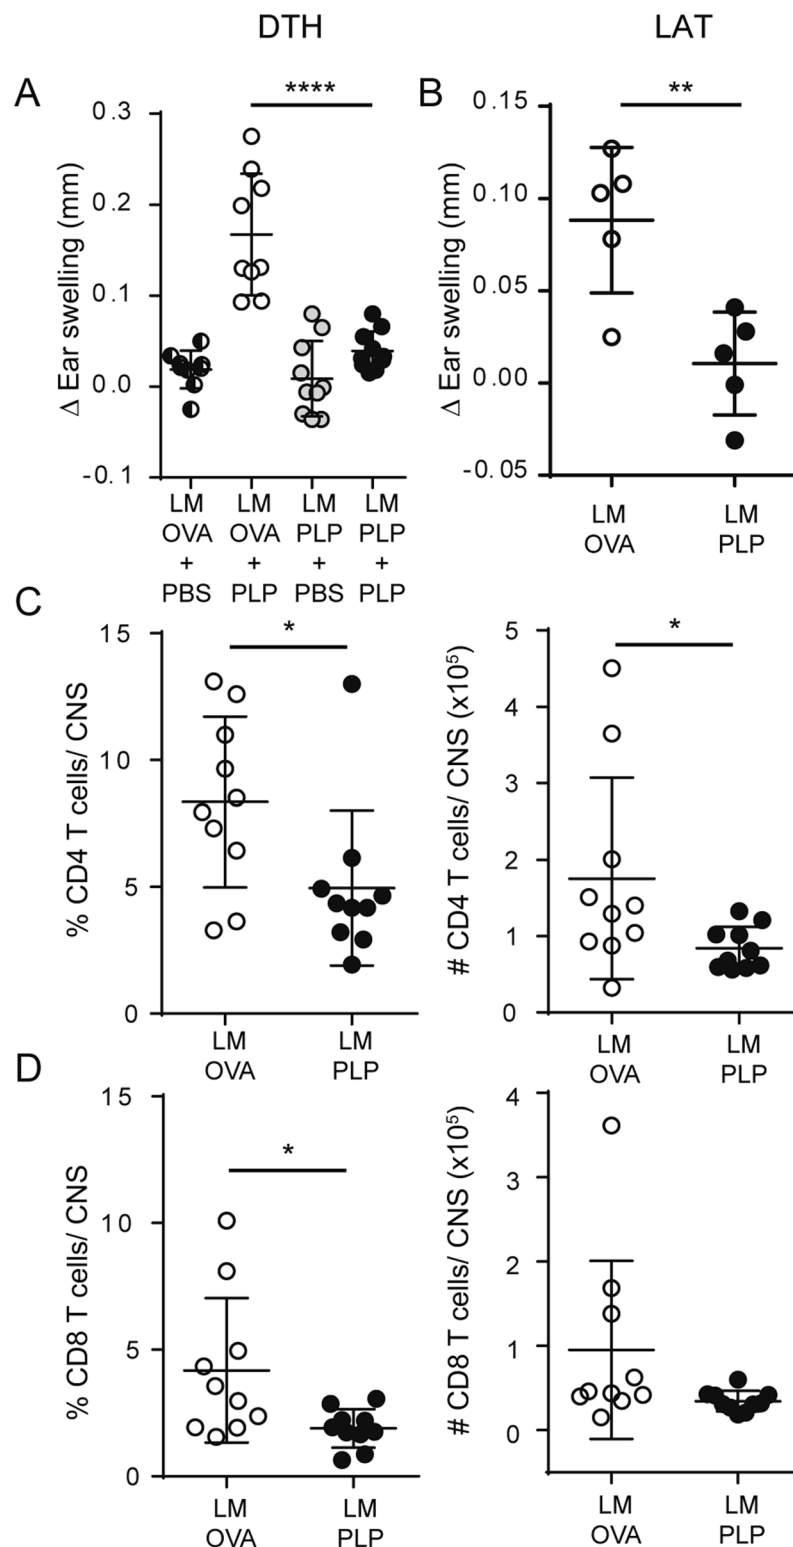 DTH
LAT
A
****
0.3
0.2
0.1
0.0
-0.1
Δ Ear swelling (mm)
LM LM LM LM
OVA OVA PLP PLP
+ + + +
PBS PLP PBS PLP
B
**
0.15
0.10
0.05
0.00
-0.05
Δ Ear swelling (mm)
LM LM
OVA PLP
C
*
15
10
5
0
% CD4 T cells/ CNS
LM LM
OVA PLP
*
5
4
3
2
1
0
# CD4 T cells/ CNS (x10⁵)
LM LM
OVA PLP
D
*
15
10
5
0
% CD8 T cells/ CNS
LM LM
OVA PLP
4
3
2
1
0
# CD8 T cells/ CNS (x10⁵)
LM LM
OVA PLP